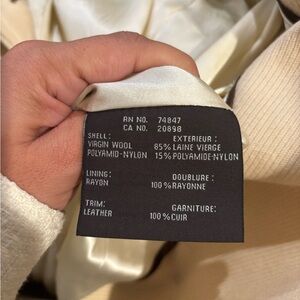 RN NO. 74847
CA NO. 20898
SHELL: EXTERIEUR:
VIRGIN WOOL 85% LAINE VIERGE
POLYAMID-NYLON 15% POLYAMIDE-NYLON
LINING: DOUBLURE:
RAYON 100% RAYONNE
TRIM: GARNITURE:
LEATHER 100% CUIR